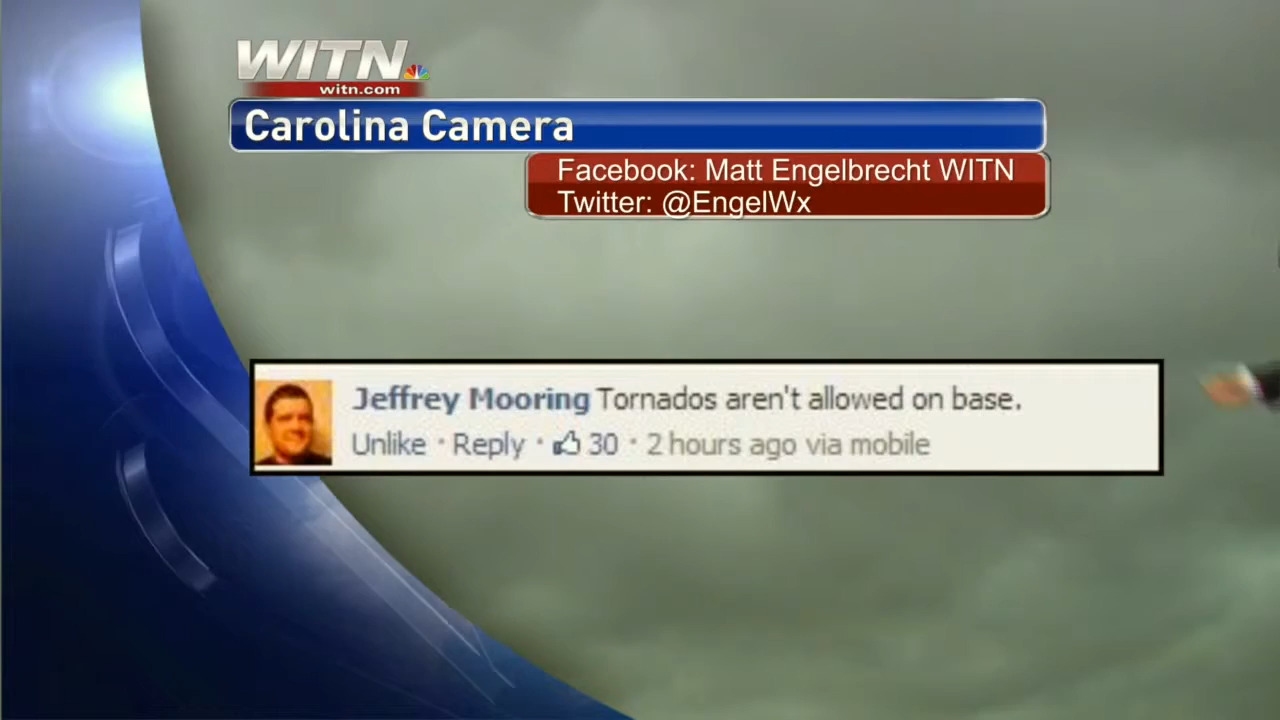 WITN
witn.com
Carolina Camera
Facebook: Matt Engelbrecht WITN
Twitter: @EngelWx
Jeffrey Mooring Tornados aren't allowed on base.
Unlike · Reply · 30 · 2 hours ago via mobile